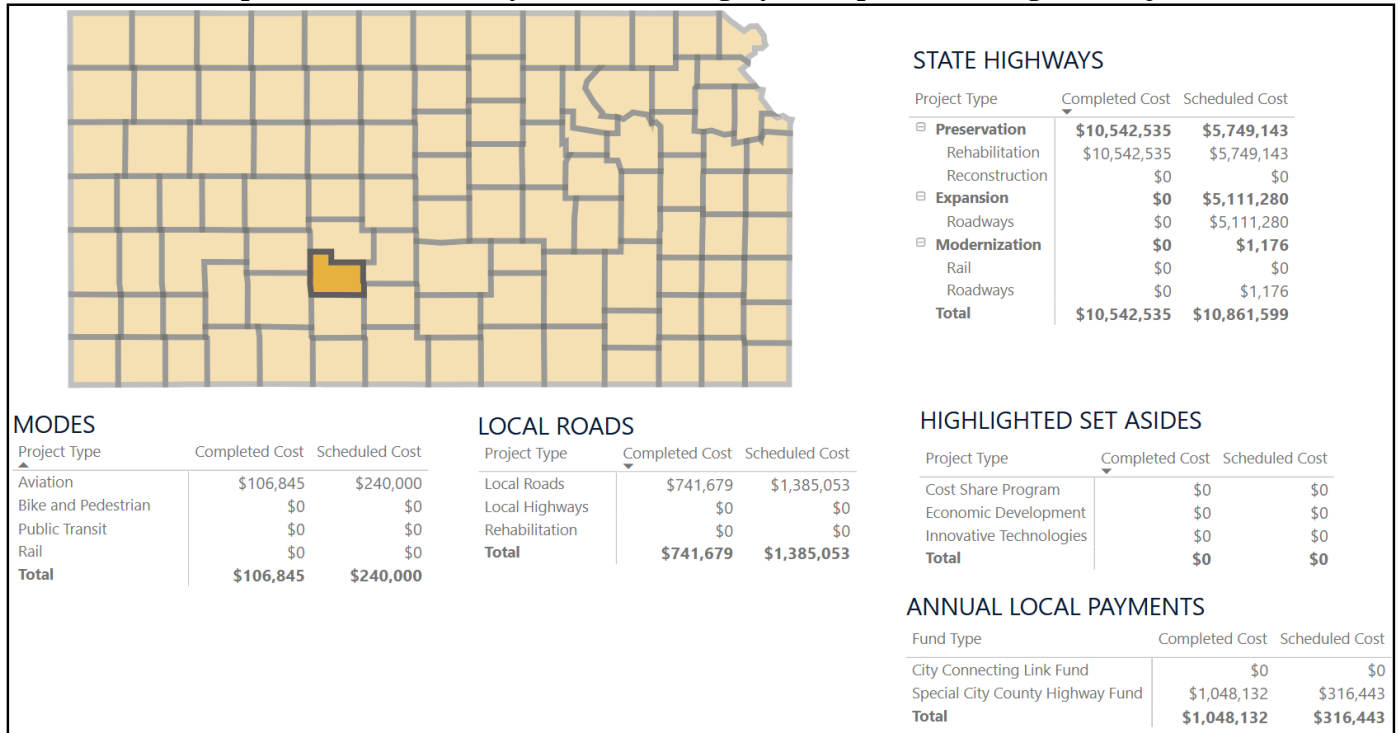 STATE HIGHWAYS
Project Type Completed Cost Scheduled Cost
Preservation $10,542,535 $5,749,143
Rehabilitation $10,542,535 $5,749,143
Reconstruction $0 $0
Expansion $0 $5,111,280
Roadways $0 $5,111,280
Modernization $0 $1,176
Rail $0 $0
Roadways $0 $1,176
Total $10,542,535 $10,861,599
MODES
Project Type Completed Cost Scheduled Cost
Aviation $106,845 $240,000
Bike and Pedestrian $0 $0
Public Transit $0 $0
Rail $0 $0
Total $106,845 $240,000
LOCAL ROADS
Project Type Completed Cost Scheduled Cost
Local Roads $741,679 $1,385,053
Local Highways $0 $0
Rehabilitation $0 $0
Total $741,679 $1,385,053
HIGHLIGHTED SET ASIDES
Project Type Completed Cost Scheduled Cost
Cost Share Program $0 $0
Economic Development $0 $0
Innovative Technologies $0 $0
Total $0 $0
ANNUAL LOCAL PAYMENTS
Fund Type Completed Cost Scheduled Cost
City Connecting Link Fund $0 $0
Special City County Highway Fund $1,048,132 $316,443
Total $1,048,132 $316,443